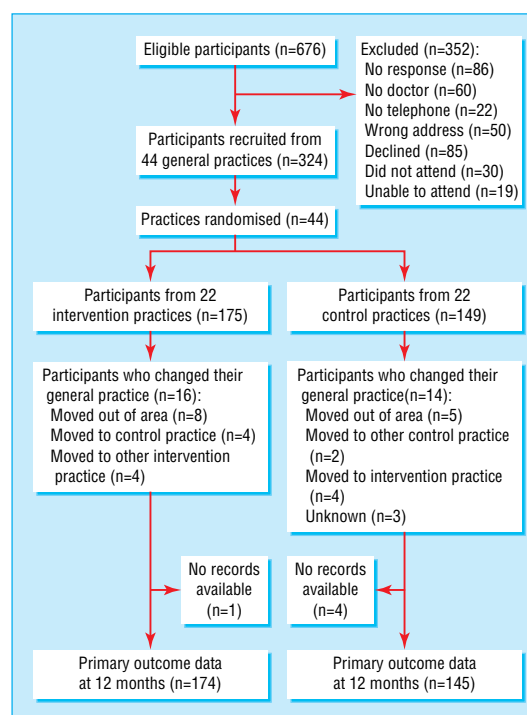 Eligible participants (n=676)
Excluded (n=352):
No response (n=86)
No doctor (n=60)
No telephone (n=22)
Wrong address (n=50)
Declined (n=85)
Did not attend (n=30)
Unable to attend (n=19)
Participants recruited from
44 general practices (n=324)
Practices randomised (n=44)
Participants from 22
intervention practices (n=175)
Participants from 22
control practices (n=149)
Participants who changed their
general practice (n=16):
Moved out of area (n=8)
Moved to control practice (n=4)
Moved to other intervention
practice (n=4)
Participants who changed their
general practice(n=14):
Moved out of area (n=5)
Moved to other control practice
(n=2)
Moved to intervention practice
(n=4)
Unknown (n=3)
No records
available
(n=1)
No records
available
(n=4)
Primary outcome data
at 12 months (n=174)
Primary outcome data
at 12 months (n=145)